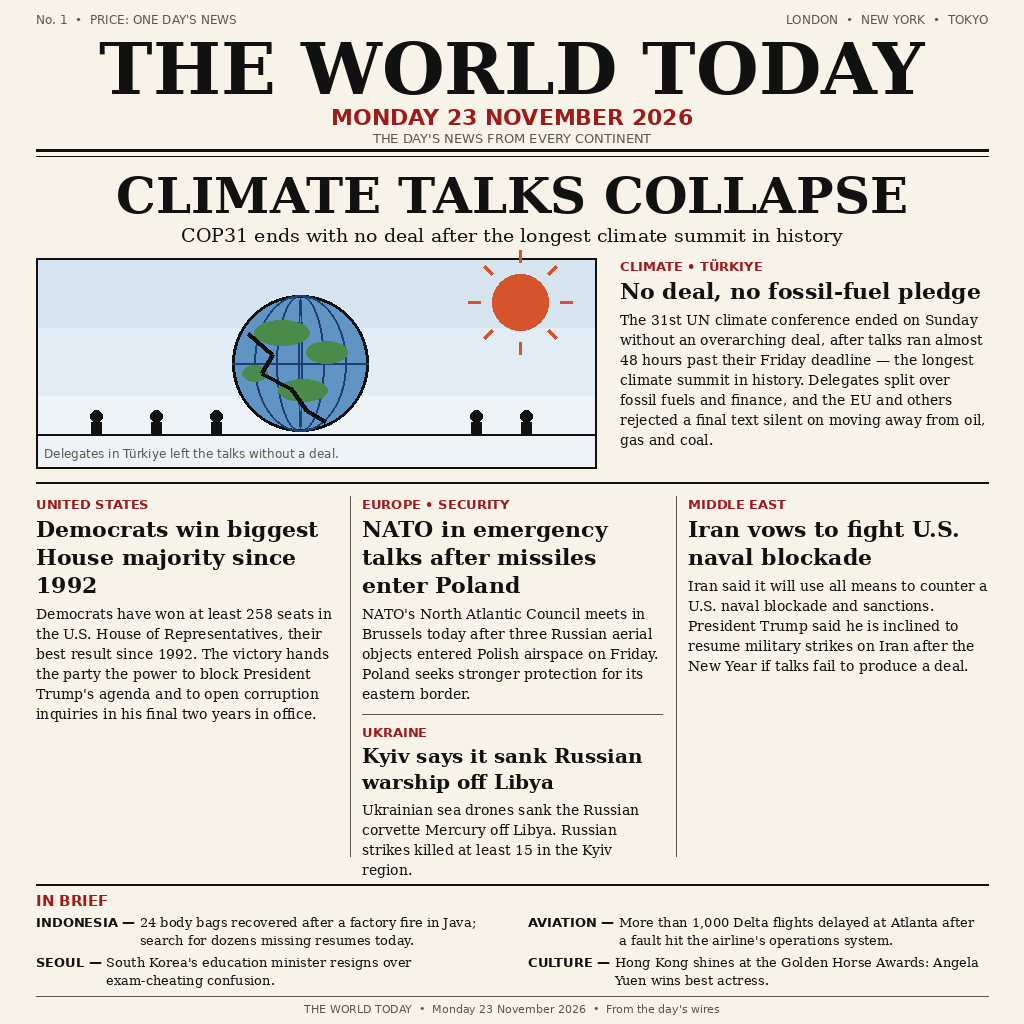 No. 1 • PRICE: ONE DAY'S NEWS
LONDON • NEW YORK • TOKYO
THE WORLD TODAY
MONDAY 23 NOVEMBER 2026
THE DAY'S NEWS FROM EVERY CONTINENT
CLIMATE TALKS COLLAPSE
COP31 ends with no deal after the longest climate summit in history
Delegates in Türkiye left the talks without a deal.
CLIMATE • TÜRKIYE
No deal, no fossil-fuel pledge
The 31st UN climate conference ended on Sunday
without an overarching deal, after talks ran almost
48 hours past their Friday deadline — the longest
climate summit in history. Delegates split over
fossil fuels and finance, and the EU and others
rejected a final text silent on moving away from oil,
gas and coal.
UNITED STATES
Democrats win biggest
House majority since
1992
Democrats have won at least 258 seats in
the U.S. House of Representatives, their
best result since 1992. The victory hands
the party the power to block President
Trump's agenda and to open corruption
inquiries in his final two years in office.
EUROPE • SECURITY
NATO in emergency
talks after missiles
enter Poland
NATO's North Atlantic Council meets in
Brussels today after three Russian aerial
objects entered Polish airspace on Friday.
Poland seeks stronger protection for its
eastern border.
UKRAINE
Kyiv says it sank Russian
warship off Libya
Ukrainian sea drones sank the Russian
corvette Mercury off Libya. Russian
strikes killed at least 15 in the Kyiv
region.
MIDDLE EAST
Iran vows to fight U.S.
naval blockade
Iran said it will use all means to counter a
U.S. naval blockade and sanctions.
President Trump said he is inclined to
resume military strikes on Iran after the
New Year if talks fail to produce a deal.
IN BRIEF
INDONESIA — 24 body bags recovered after a factory fire in Java;
search for dozens missing resumes today.
SEOUL — South Korea's education minister resigns over
exam-cheating confusion.
AVIATION — More than 1,000 Delta flights delayed at Atlanta after
a fault hit the airline's operations system.
CULTURE — Hong Kong shines at the Golden Horse Awards: Angela
Yuen wins best actress.
THE WORLD TODAY • Monday 23 November 2026 • From the day's wires